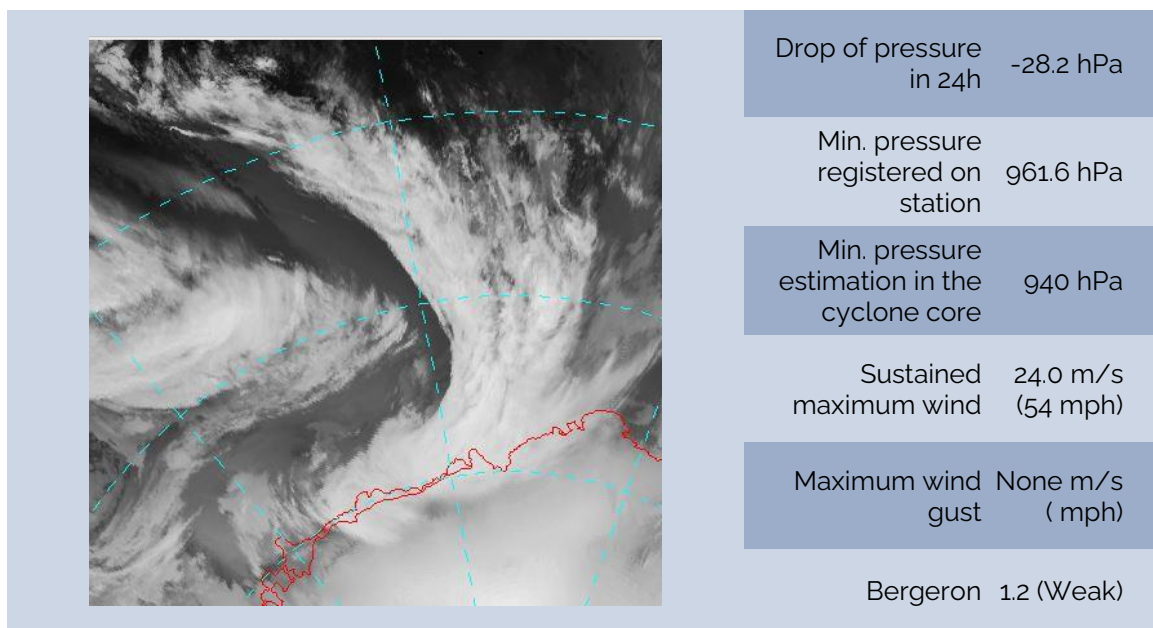 Drop of pressure
in 24h
-28.2 hPa
Min. pressure
registered on
station
961.6 hPa
Min. pressure
estimation in the
cyclone core
940 hPa
Sustained
maximum wind
24.0 m/s
(54 mph)
Maximum wind
gust
None m/s
( mph)
Bergeron
1.2 (Weak)